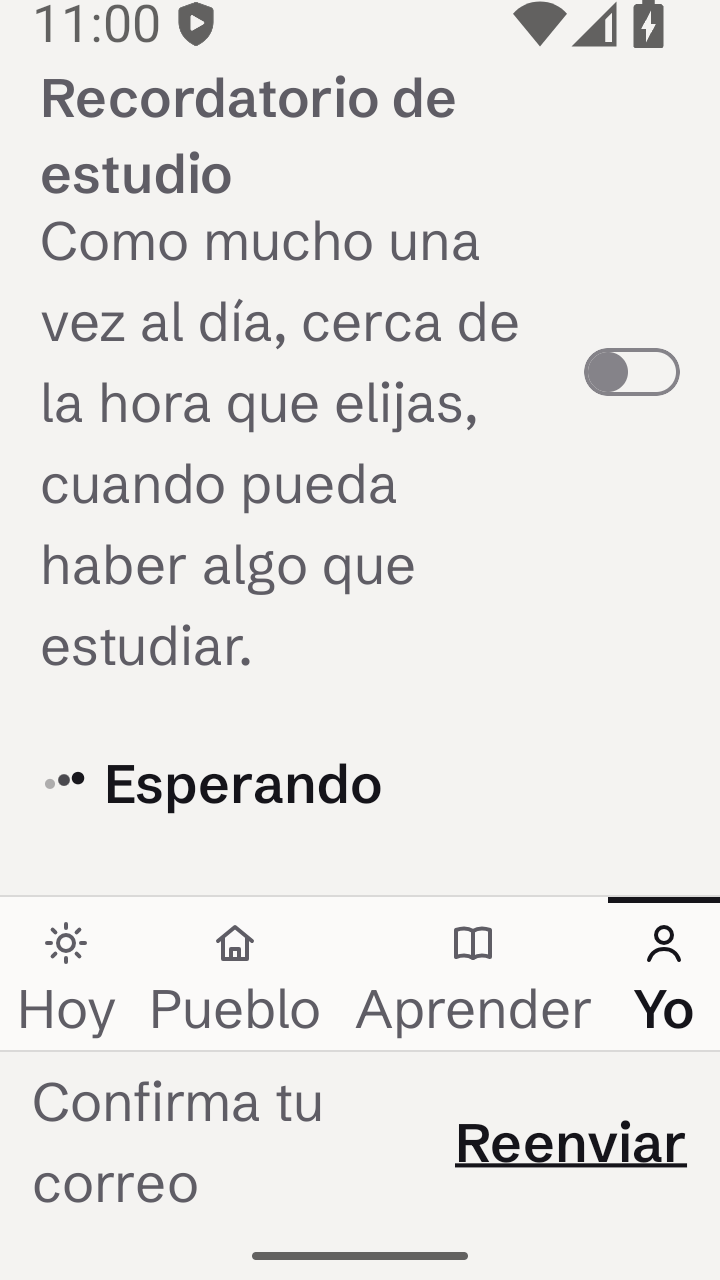 11:00
Recordatorio de
estudio
Como mucho una
vez al día, cerca de
la hora que elijas,
cuando pueda
haber algo que
estudiar.
Esperando
Hoy
Pueblo
Aprender
Yo
Confirma tu
correo
Reenviar